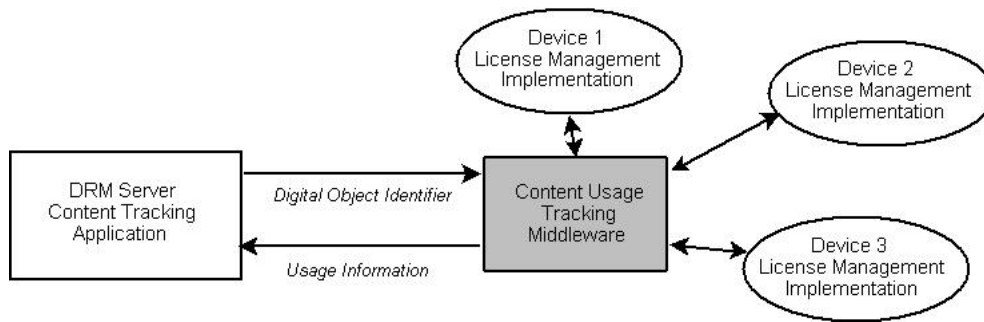 Device 1
License Management
Implementation
Device 2
License Management
Implementation
DRM Server
Content Tracking
Application
Digital Object Identifier
Usage Information
Content Usage
Tracking
Middleware
Device 3
License Management
Implementation